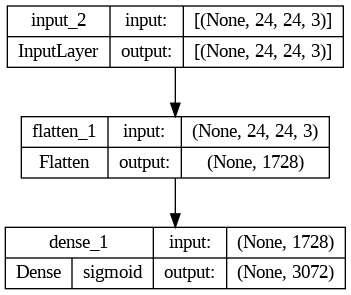 input_2 input: [(None, 24, 24, 3)]
InputLayer output: [(None, 24, 24, 3)]
flatten_1 input: (None, 24, 24, 3)
Flatten output: (None, 1728)
dense_1 input: (None, 1728)
Dense sigmoid output: (None, 3072)